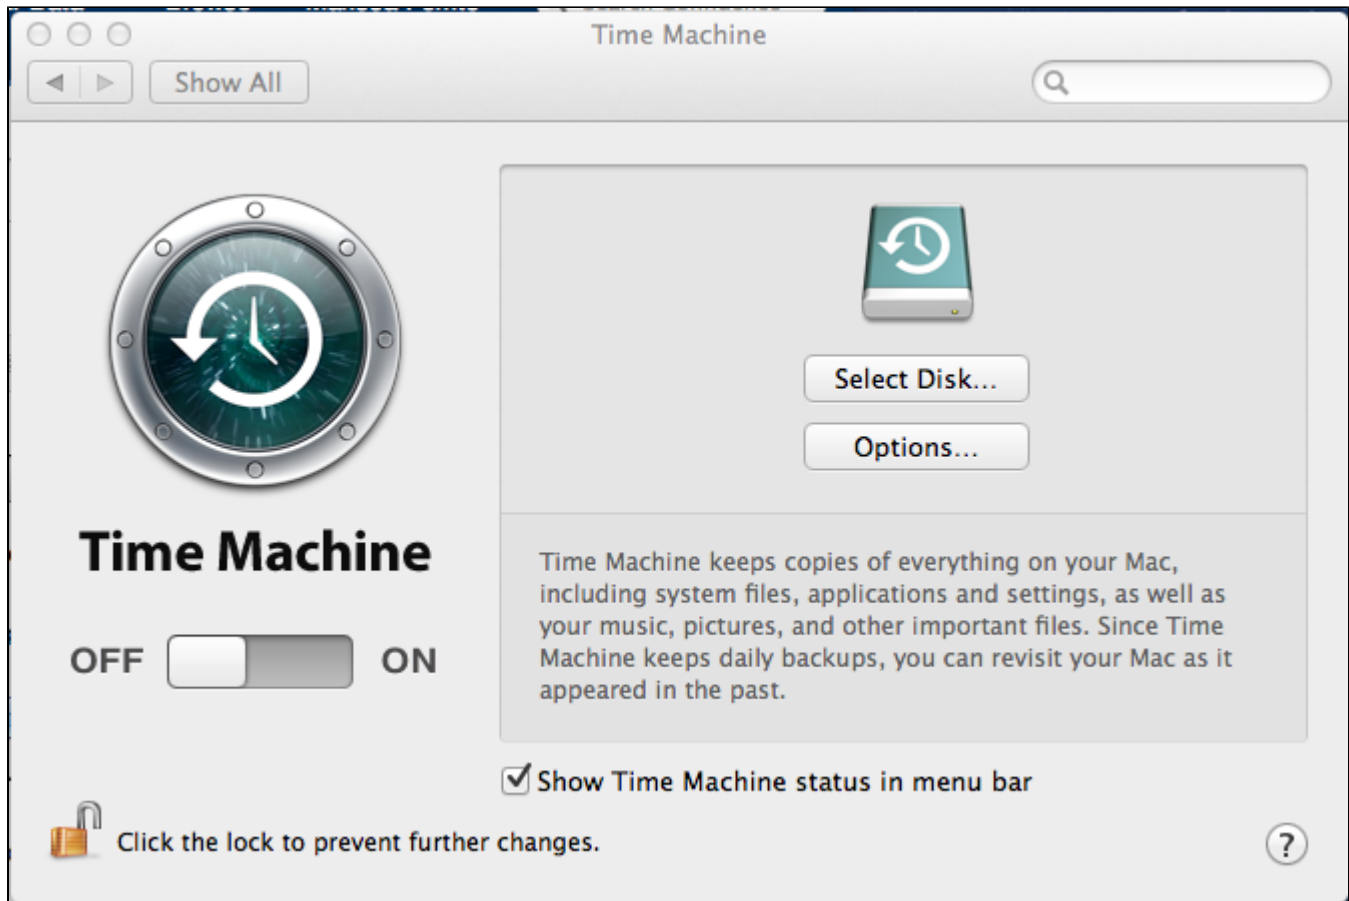 Time Machine
Show All
Select Disk...
Options...
Time Machine
OFF ON
Time Machine keeps copies of everything on your Mac,
including system files, applications and settings, as well as
your music, pictures, and other important files. Since Time
Machine keeps daily backups, you can revisit your Mac as it
appeared in the past.
Show Time Machine status in menu bar
Click the lock to prevent further changes.
?